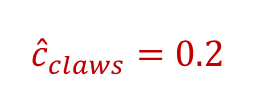 ĉ_claws = 0.2